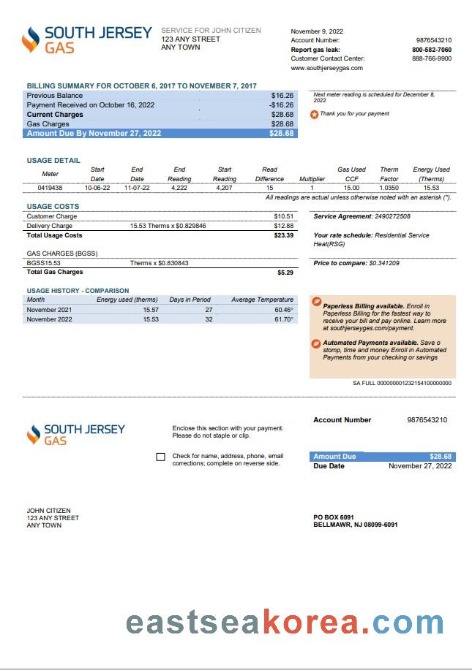 SOUTH JERSEY
GAS
SERVICE FOR JOHN CITIZEN
123 ANY STREET
ANY TOWN
November 9, 2022
Account Number: 9876543210
Report gas leak: 800-582-7060
Customer Contact Center: 888-766-9900
www.southjerseygas.com
BILLING SUMMARY FOR OCTOBER 6, 2017 TO NOVEMBER 7, 2017
Previous Balance $16.26
Payment Received on October 16, 2022 -$16.26
Current Charges $28.68
Gas Charges $28.68
Amount Due By November 27, 2022 $28.68
Next meter reading is scheduled for December 8,
2022
Thank you for your payment
USAGE DETAIL
Meter Start Date End Date End Reading Start Reading Read Difference Multiplier Gas Used CCF Therm Factor Energy Used (Therms)
0419438 10-06-22 11-07-22 4,222 4,207 15 1 15.00 1.0350 15.53
All readings are actual unless otherwise noted with an asterisk (*).
USAGE COSTS
Customer Charge $10.51
Delivery Charge 15.53 Therms x $0.829846 $12.88
Total Usage Costs $23.39
Service Agreement: 2490272508
Your rate schedule: Residential Service
Heat(RSG)
GAS CHARGES (BGSS)
BGSS15.53 Therms x $0.830843
Total Gas Charges $5.29
Price to compare: $0.341209
USAGE HISTORY - COMPARISON
Month Energy used (therms) Days in Period Average Temperature
November 2021 15.57 27 60.46°
November 2022 15.53 32 61.70°
Paperless Billing available. Enroll in
Paperless Billing for the fastest way to
receive your bill and pay online. Learn more
at southjerseygas.com/payment.
Automated Payments available. Save a
stomp, time and money Enroll in Automated
Payments from your checking or savings
SA FULL 000000001232154100000000
SOUTH JERSEY
GAS
Enclose this section with your payment.
Please do not staple or clip.
Check for name, address, phone, email
corrections; complete on reverse side.
Account Number 9876543210
Amount Due $28.68
Due Date November 27, 2022
JOHN CITIZEN
123 ANY STREET
ANY TOWN
PO BOX 6091
BELLMAWR, NJ 08099-6091
eastseakorea.com